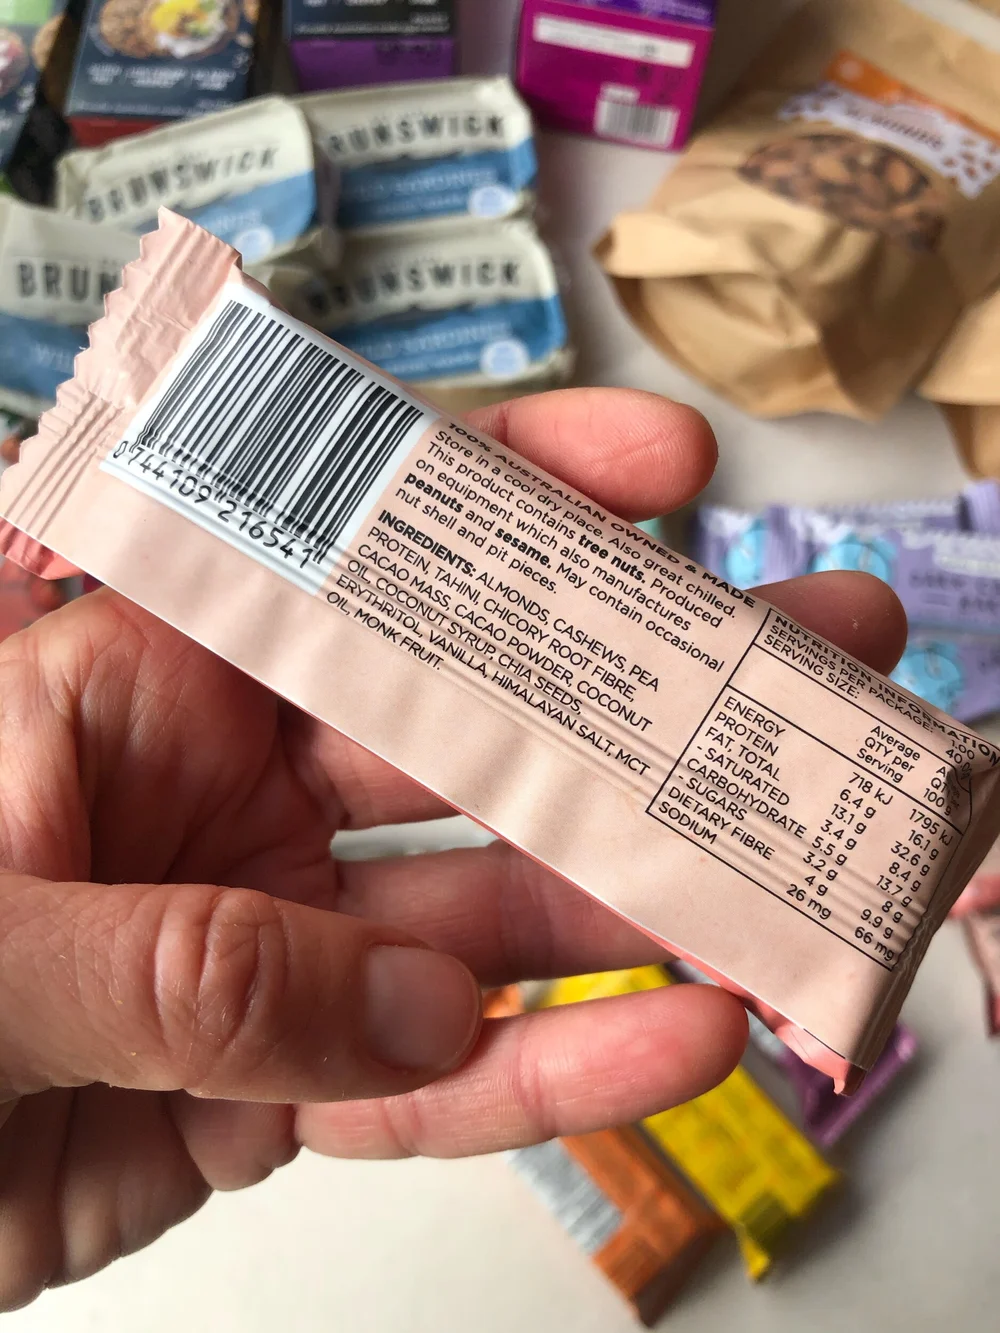 BRUNSWICK
BRUNSWICK
BRUN
BRUNSWICK
0744109216541
100% AUSTRALIAN OWNED & MADE
Store in a cool dry place. Also great chilled.
This product contains tree nuts. Produced
on equipment which also manufactures
peanuts and sesame. May contain occasional
nut shell and pit pieces.
INGREDIENTS: ALMONDS, CASHEWS, PEA
PROTEIN, TAHINI, CHICORY ROOT FIBRE,
CACAO MASS, CACAO POWDER, COCONUT
OIL, COCONUT SYRUP, CHIA SEEDS,
ERYTHRITOL, VANILLA, HIMALAYAN SALT, MCT
OIL, MONK FRUIT.
NUTRITION INFORMATION
SERVINGS PER PACKAGE: 1.00
SERVING SIZE: 40
Average
QTY per
Serving
100 g
ENERGY 718 kJ 1795 kJ
PROTEIN 6.4 g 16.1 g
FAT, TOTAL 13.1 g 32.6 g
- SATURATED 3.4 g 8.4 g
CARBOHYDRATE 5.5 g 13.7 g
- SUGARS 3.2 g 8 g
DIETARY FIBRE 4 g 9.9 g
SODIUM 26 mg 66 mg